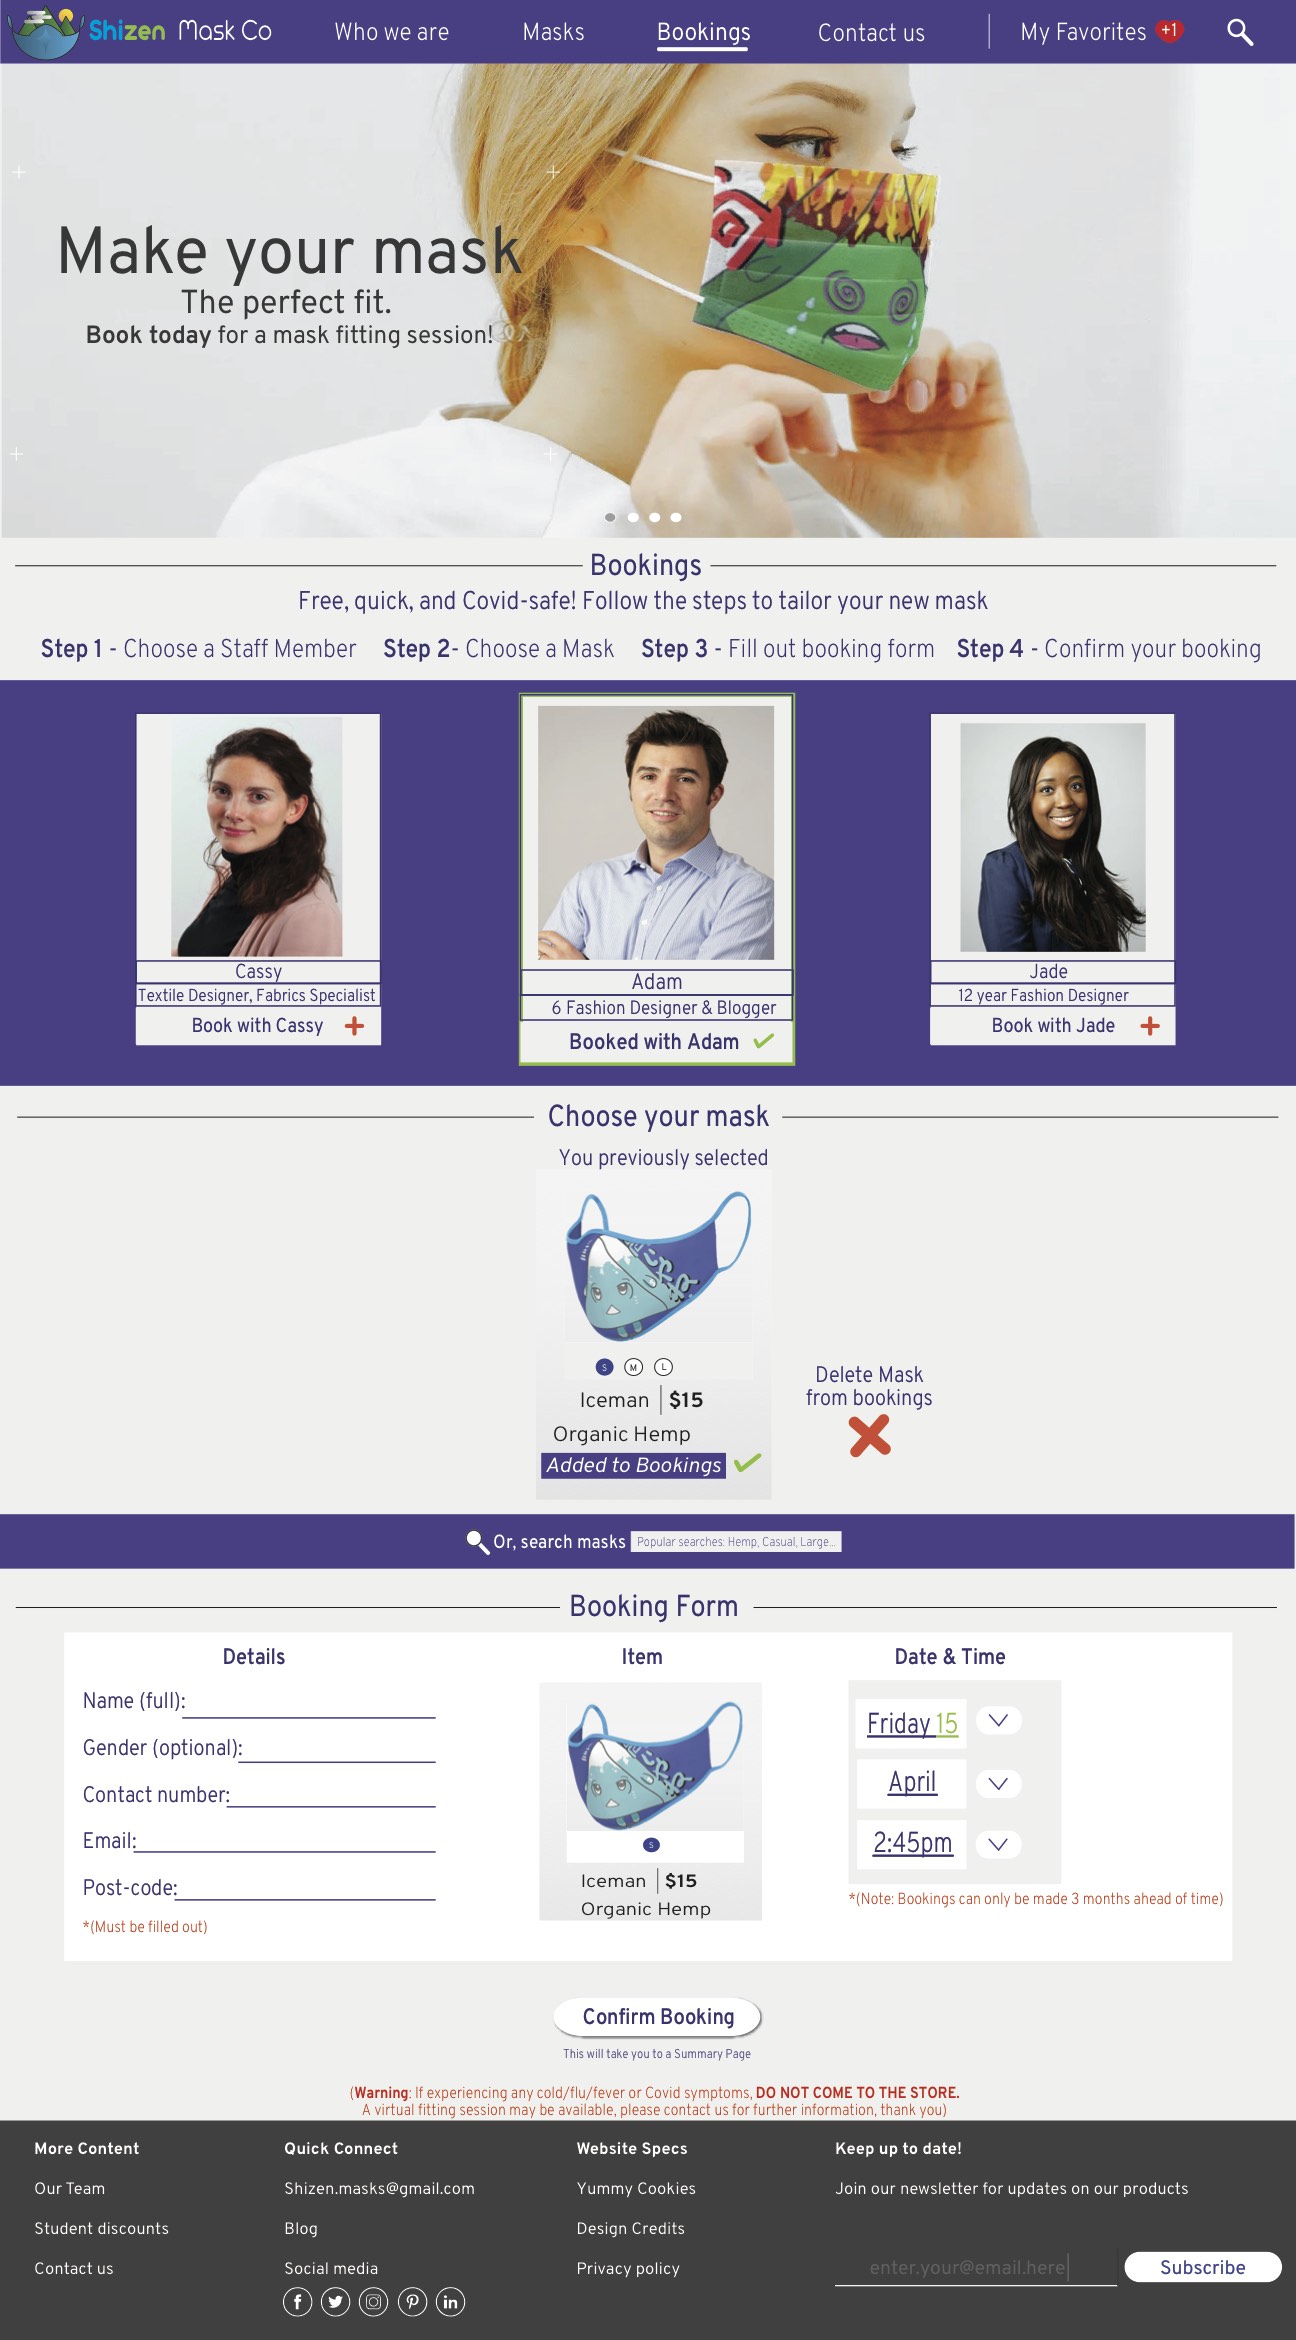 Shizen Mask Co
Who we are
Masks
Bookings
Contact us
My Favorites +1
Make your mask
The perfect fit.
Book today for a mask fitting session!
Bookings
Free, quick, and Covid-safe! Follow the steps to tailor your new mask
Step 1 - Choose a Staff Member
Step 2- Choose a Mask
Step 3 - Fill out booking form
Step 4 - Confirm your booking
Cassy
Textile Designer, Fabrics Specialist
Book with Cassy
Adam
6 Fashion Designer & Blogger
Booked with Adam
Jade
12 year Fashion Designer
Book with Jade
Choose your mask
You previously selected
S M L
Iceman | $15
Organic Hemp
Added to Bookings
Delete Mask
from bookings
Or, search masks
Popular searches: Hemp, Casual, Large...
Booking Form
Details
Name (full):
Gender (optional):
Contact number:
Email:
Post-code:
*(Must be filled out)
Item
S
Iceman | $15
Organic Hemp
Date & Time
Friday 15
April
2:45pm
*(Note: Bookings can only be made 3 months ahead of time)
Confirm Booking
This will take you to a Summary Page
(Warning: If experiencing any cold/flu/fever or Covid symptoms, DO NOT COME TO THE STORE.
A virtual fitting session may be available, please contact us for further information, thank you)
More Content
Our Team
Student discounts
Contact us
Quick Connect
Shizen.masks@gmail.com
Blog
Social media
Website Specs
Yummy Cookies
Design Credits
Privacy policy
Keep up to date!
Join our newsletter for updates on our products
enter.your@email.here
Subscribe